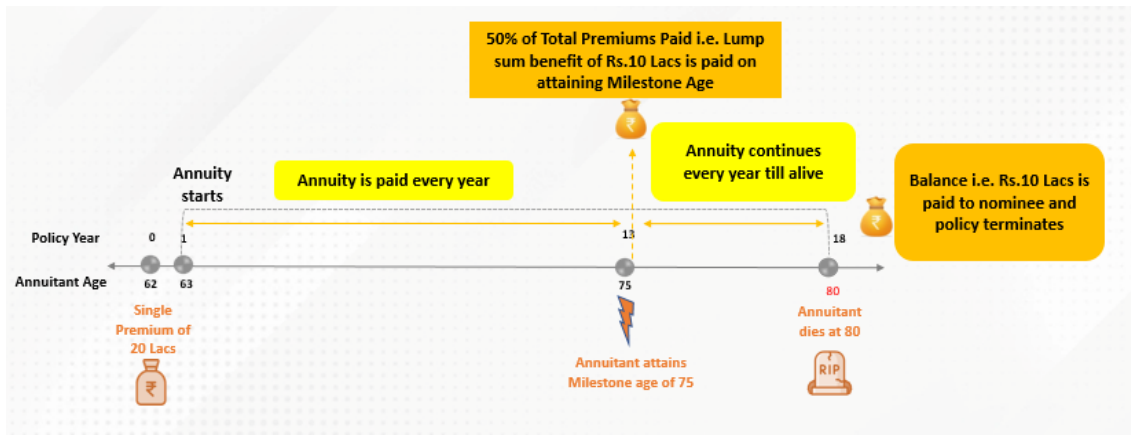 50% of Total Premiums Paid i.e. Lump
sum benefit of Rs.10 Lacs is paid on
attaining Milestone Age
₹
Annuity
starts
Annuity is paid every year
Annuity continues
every year till alive
Balance i.e. Rs.10 Lacs is
paid to nominee and
policy terminates
₹
Policy Year 0 1 13 18
Annuitant Age 62 63 75 80
Single
Premium of
20 Lacs
₹
Annuitant attains
Milestone age of 75
Annuitant
dies at 80
RIP